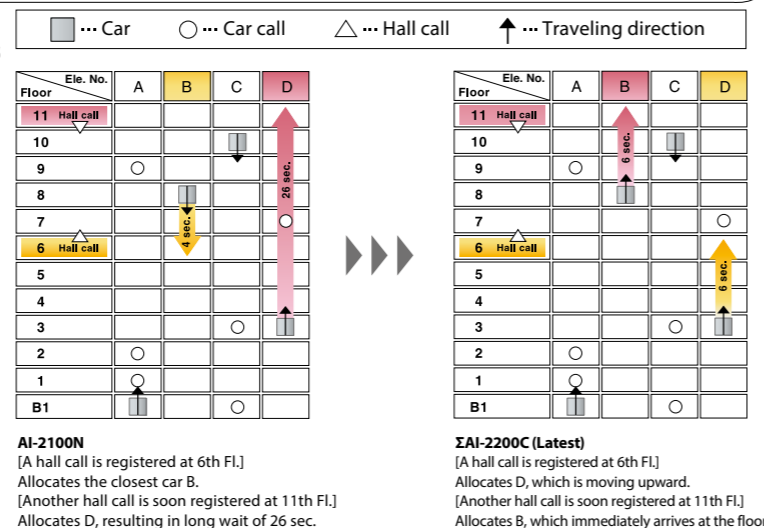 ··· Car ··· Car call ··· Hall call ··· Traveling direction
Ele. No.
Floor A B C D
11 Hall call
10
9
8
7
6 Hall call
5
4
3
2
1
B1
26 sec.
4 sec.
AI-2100N
[A hall call is registered at 6th Fl.]
Allocates the closest car B.
[Another hall call is soon registered at 11th Fl.]
Allocates D, resulting in long wait of 26 sec.
Ele. No.
Floor A B C D
11 Hall call
10
9
8
7
6 Hall call
5
4
3
2
1
B1
6 sec.
6 sec.
ΣAI-2200C (Latest)
[A hall call is registered at 6th Fl.]
Allocates D, which is moving upward.
[Another hall call is soon registered at 11th Fl.]
Allocates B, which immediately arrives at the floor